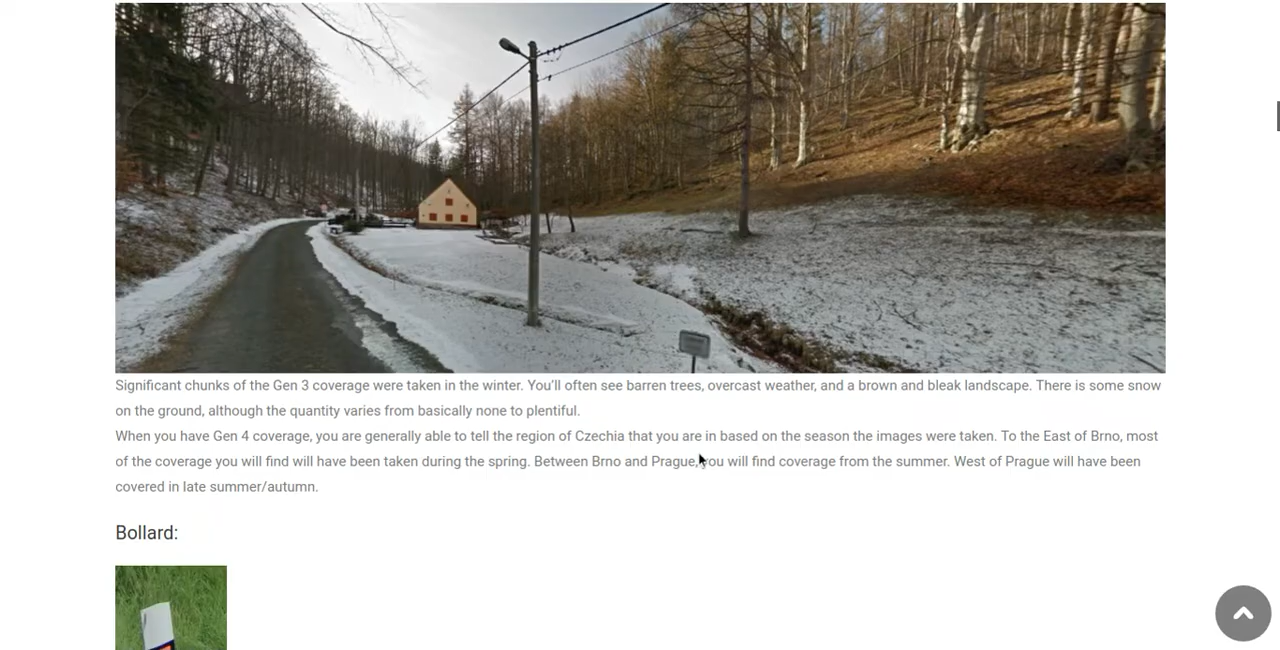 Significant chunks of the Gen 3 coverage were taken in the winter. You'll often see barren trees, overcast weather, and a brown and bleak landscape. There is some snow
on the ground, although the quantity varies from basically none to plentiful.
When you have Gen 4 coverage, you are generally able to tell the region of Czechia that you are in based on the season the images were taken. To the East of Brno, most
of the coverage you will find will have been taken during the spring. Between Brno and Prague, you will find coverage from the summer. West of Prague will have been
covered in late summer/autumn.
Bollard: